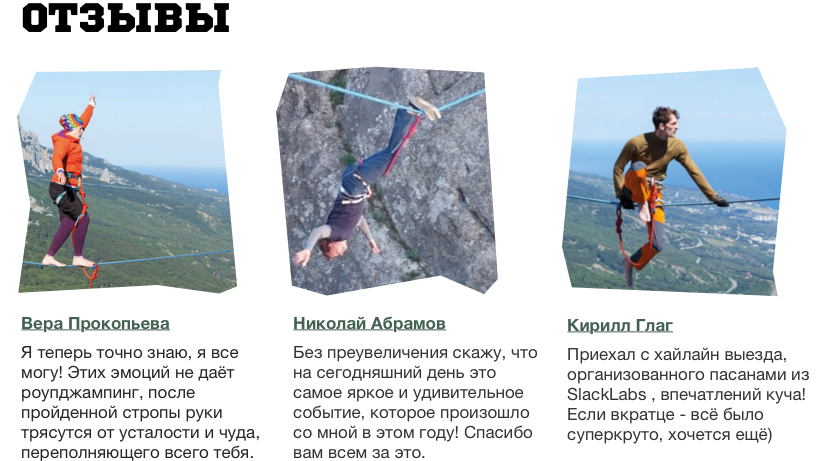 ОТЗЫВЫ
Вера Прокопьева
Я теперь точно знаю, я все
могу! Этих эмоций не даёт
роупджампинг, после
пройденной стропы руки
трясутся от усталости и чуда,
переполняющего всего тебя.
Николай Абрамов
Без преувеличения скажу, что
на сегодняшний день это
самое яркое и удивительное
событие, которое произошло
со мной в этом году! Спасибо
вам всем за это.
Кирилл Глаг
Приехал с хайлайн выезда,
организованного пасанами из
SlackLabs , впечатлений куча!
Если вкратце - всё было
суперкруто, хочется ещё)